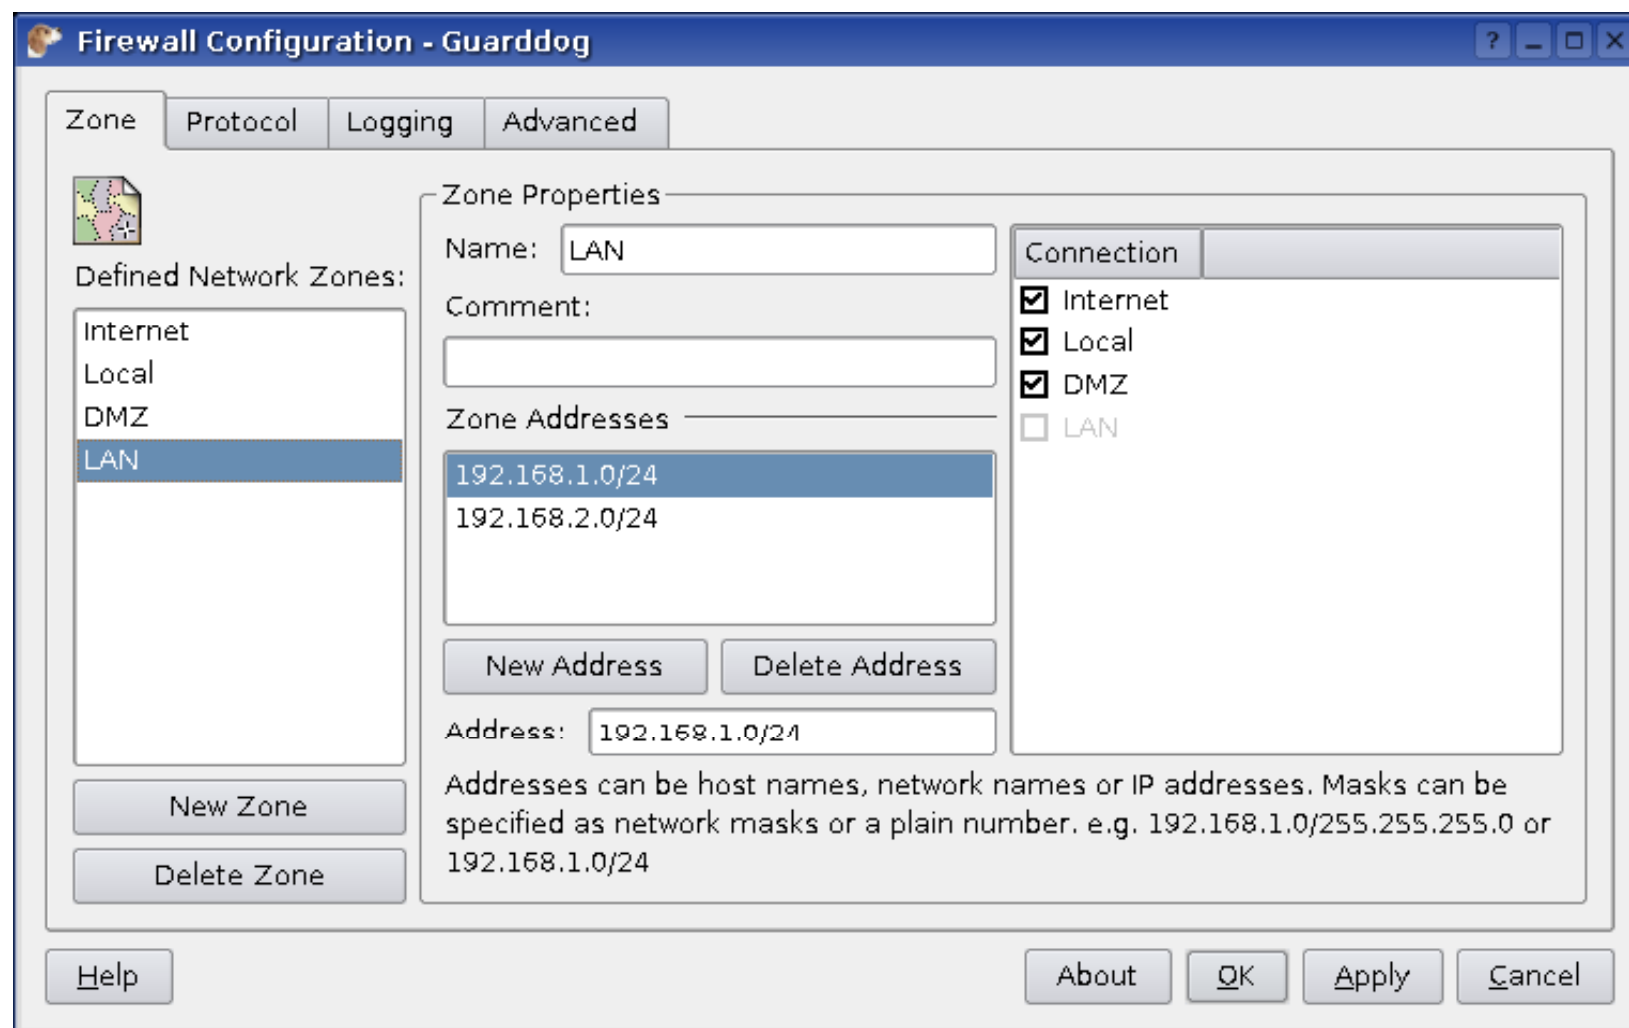 Firewall Configuration - Guarddog
?
Zone Protocol Logging Advanced
Defined Network Zones:
Internet
Local
DMZ
LAN
New Zone
Delete Zone
Zone Properties
Name: LAN
Comment:
Zone Addresses
192.168.1.0/24
192.168.2.0/24
New Address Delete Address
Address: 192.168.1.0/24
Connection
Internet
Local
DMZ
LAN
Addresses can be host names, network names or IP addresses. Masks can be
specified as network masks or a plain number. e.g. 192.168.1.0/255.255.255.0 or
192.168.1.0/24
Help About OK Apply Cancel